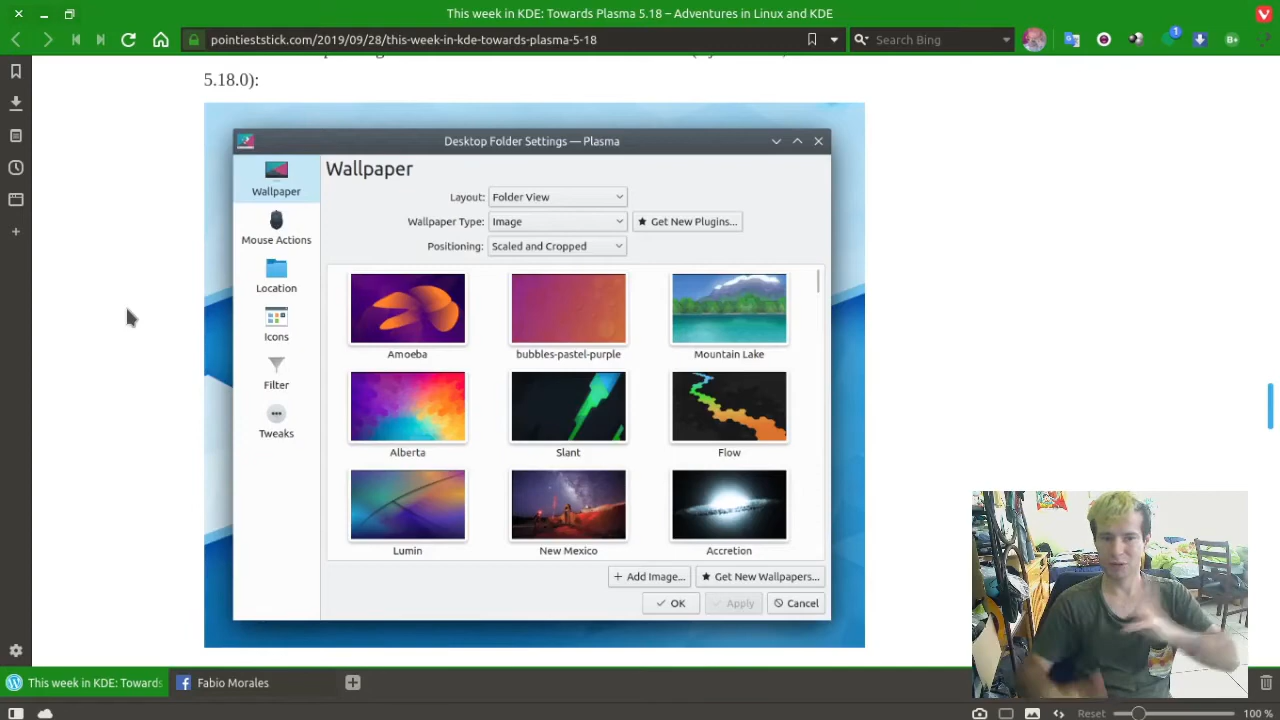 This week in KDE: Towards Plasma 5.18 – Adventures in Linux and KDE
pointieststick.com/2019/09/28/this-week-in-kde-towards-plasma-5-18
Search Bing
1
B+
5.18.0):
Desktop Folder Settings — Plasma
Wallpaper
Wallpaper
Layout: Folder View
Mouse Actions
Wallpaper Type: Image
Get New Plugins...
Positioning: Scaled and Cropped
Location
Icons
Filter
Tweaks
Amoeba
bubbles-pastel-purple
Mountain Lake
Alberta
Slant
Flow
Lumin
New Mexico
Accretion
+ Add Image...
Get New Wallpapers...
OK
Apply
Cancel
This week in KDE: Towards
Fabio Morales
Reset
100 %